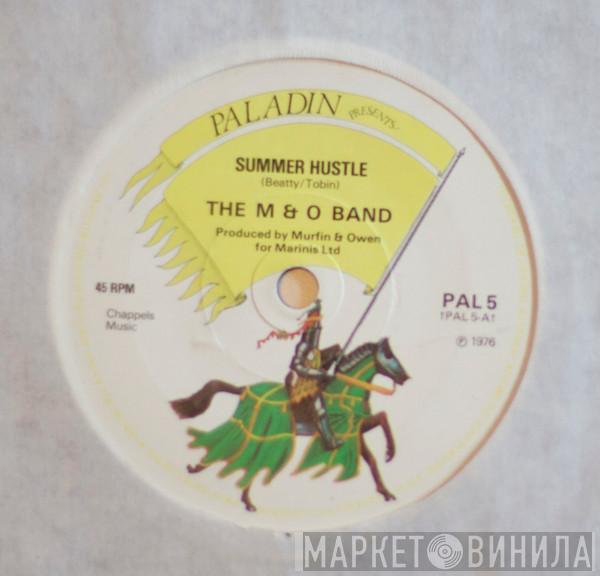 PALADIN PRESENTS:-
SUMMER HUSTLE
(Beatty/Tobin)
THE M & O BAND
Produced by Murfin & Owen
for Marinis Ltd
45 RPM
Chappels
Music
PAL 5
↑PAL 5-A↑
℗ 1976
МАРКЕТ ВИНИЛА